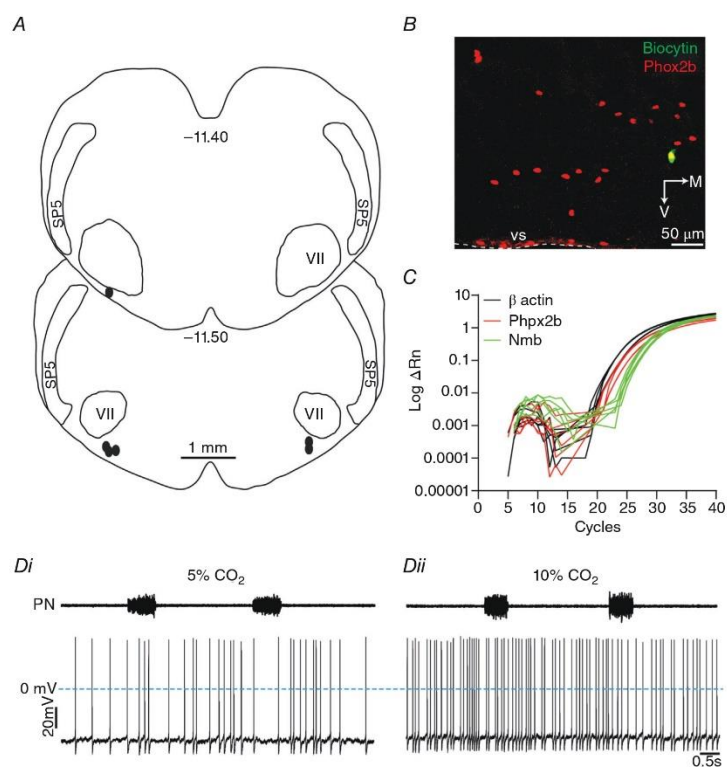 A
−11.40
SP5
SP5
VII
−11.50
SP5
SP5
VII
VII
1 mm
B
Biocytin
Phox2b
M
V
vs
50 μm
C
β actin
Phpx2b
Nmb
Log ΔRn
10
1
0.1
0.01
0.001
0.0001
0.00001
0 5 10 15 20 25 30 35 40
Cycles
Di
5% CO₂
Dii
10% CO₂
PN
0 mV
20mV
0.5s